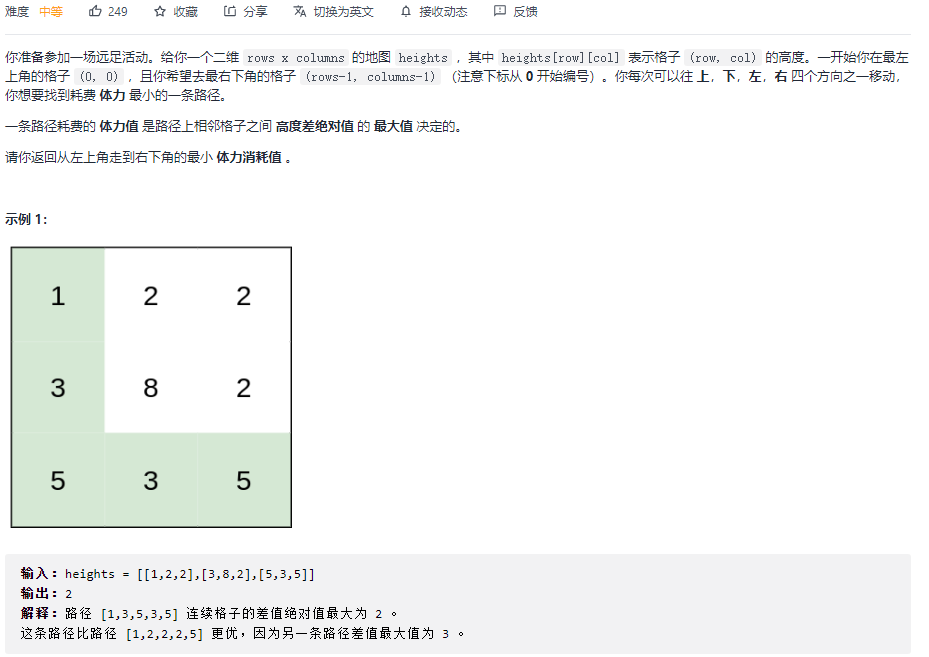 难度 中等 249 收藏 分享 切换为英文 接收动态 反馈
你准备参加一场远足活动。给你一个二维 rows x columns 的地图 heights ，其中 heights[row][col] 表示格子 (row, col) 的高度。一开始你在最左
上角的格子 (0, 0) ，且你希望去最右下角的格子 (rows-1, columns-1) （注意下标从 0 开始编号）。你每次可以往 上，下，左，右 四个方向之一移动，
你想要找到耗费 体力 最小的一条路径。
一条路径耗费的 体力值 是路径上相邻格子之间 高度差绝对值 的 最大值 决定的。
请你返回从左上角走到右下角的最小 体力消耗值 。
示例 1：
1 2 2
3 8 2
5 3 5
输入：heights = [[1,2,2],[3,8,2],[5,3,5]]
输出：2
解释：路径 [1,3,5,3,5] 连续格子的差值绝对值最大为 2 。
这条路径比路径 [1,2,2,2,5] 更优，因为另一条路径差值最大值为 3 。